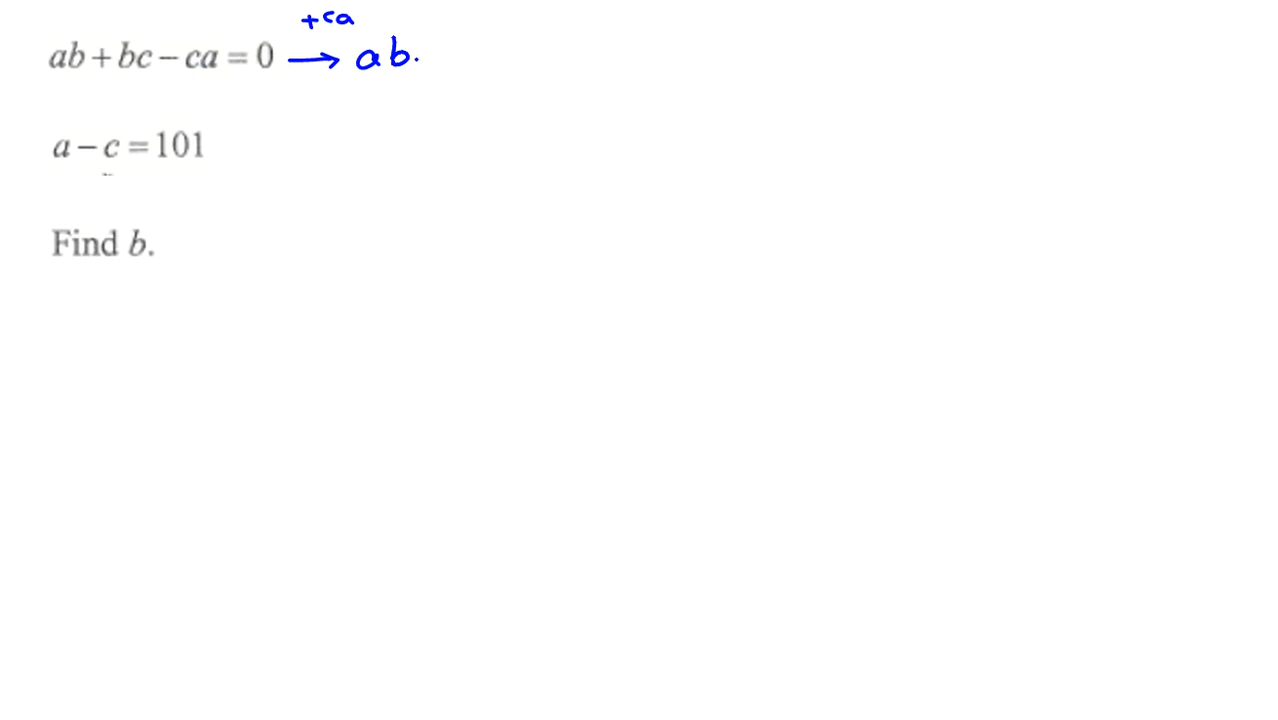 +ca
ab + bc − ca = 0 → ab.
a − c = 101
Find b.